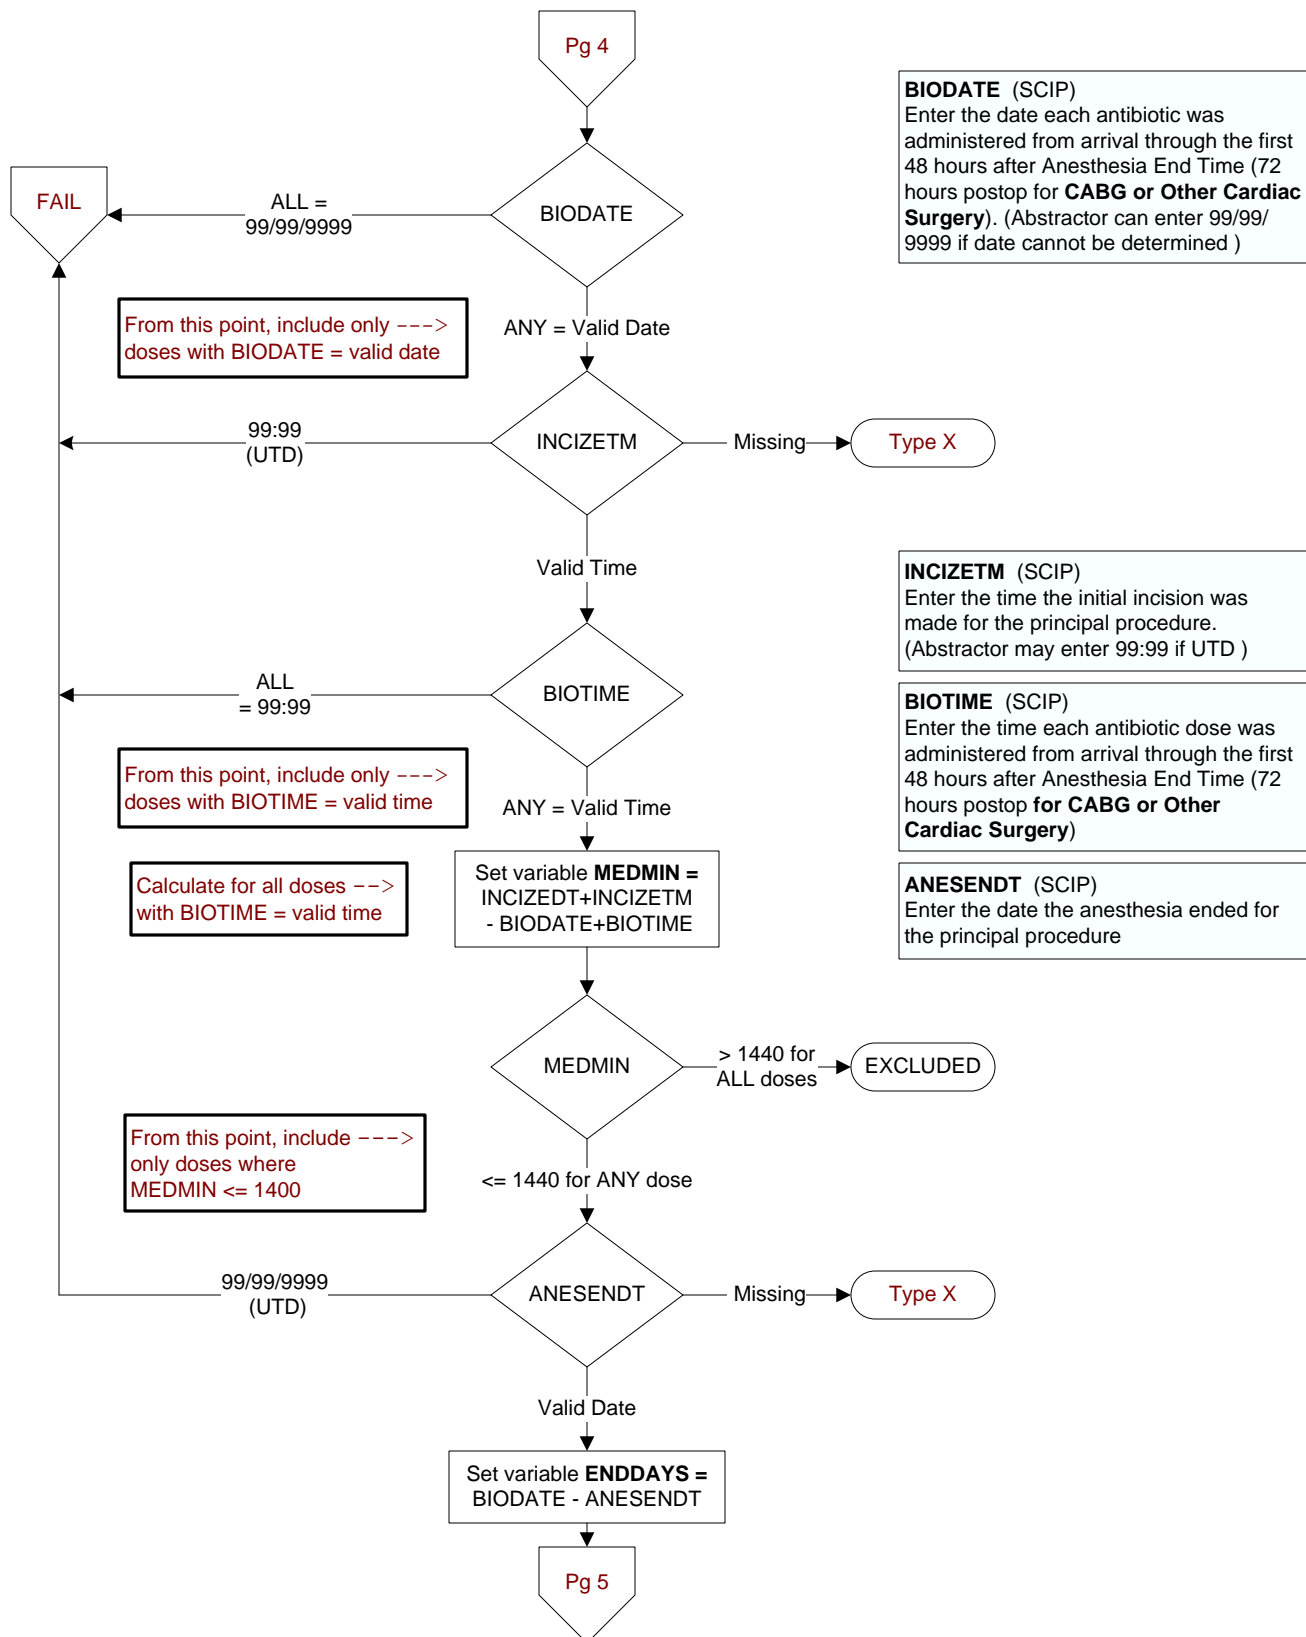 Pg 4
BIODATE (SCIP)
Enter the date each antibiotic was
administered from arrival through the first
48 hours after Anesthesia End Time (72
hours postop for CABG or Other Cardiac
Surgery). (Abstractor can enter 99/99/
9999 if date cannot be determined )
FAIL
ALL =
99/99/9999
BIODATE
From this point, include only --->
doses with BIODATE = valid date
ANY = Valid Date
99:99
(UTD)
INCIZETM
Missing
Type X
Valid Time
INCIZETM (SCIP)
Enter the time the initial incision was
made for the principal procedure.
(Abstractor may enter 99:99 if UTD )
ALL
= 99:99
BIOTIME
BIOTIME (SCIP)
Enter the time each antibiotic dose was
administered from arrival through the first
48 hours after Anesthesia End Time (72
hours postop for CABG or Other
Cardiac Surgery)
From this point, include only --->
doses with BIOTIME = valid time
ANY = Valid Time
Calculate for all doses -->
with BIOTIME = valid time
Set variable MEDMIN =
INCIZEDT+INCIZETM
- BIODATE+BIOTIME
ANESENDT (SCIP)
Enter the date the anesthesia ended for
the principal procedure
MEDMIN
> 1440 for
ALL doses
EXCLUDED
From this point, include --->
only doses where
MEDMIN <= 1400
<= 1440 for ANY dose
99/99/9999
(UTD)
ANESENDT
Missing
Type X
Valid Date
Set variable ENDDAYS =
BIODATE - ANESENDT
Pg 5